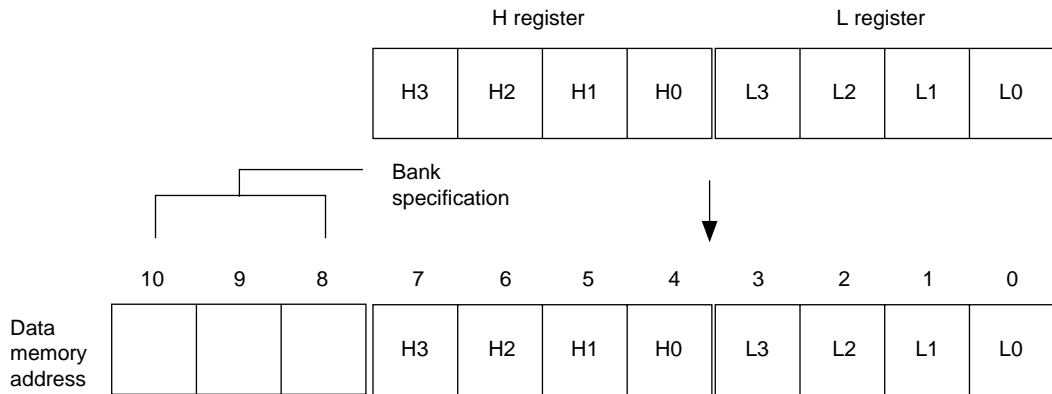 H register L register
H3 H2 H1 H0 L3 L2 L1 L0
Bank
specification
10 9 8 7 6 5 4 3 2 1 0
Data
memory
address
H3 H2 H1 H0 L3 L2 L1 L0